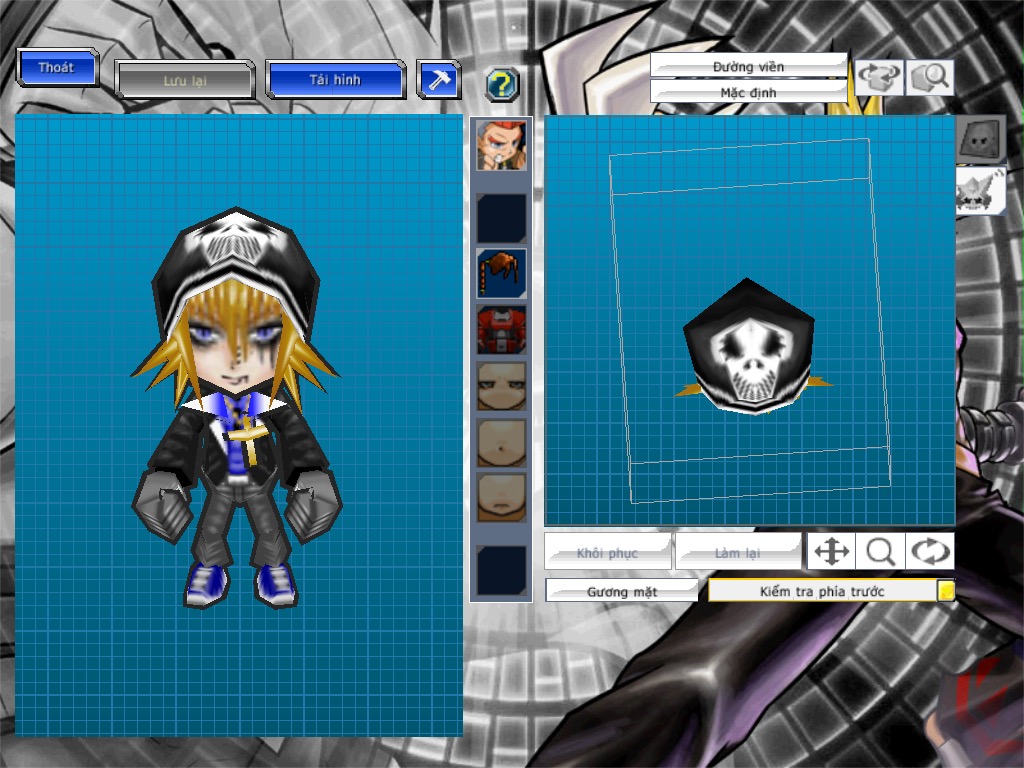 Thoát
Lưu lại
Tải hình
?
Đường viền
Mặc định
Khôi phục
Làm lại
Gương mặt
Kiểm tra phía trước